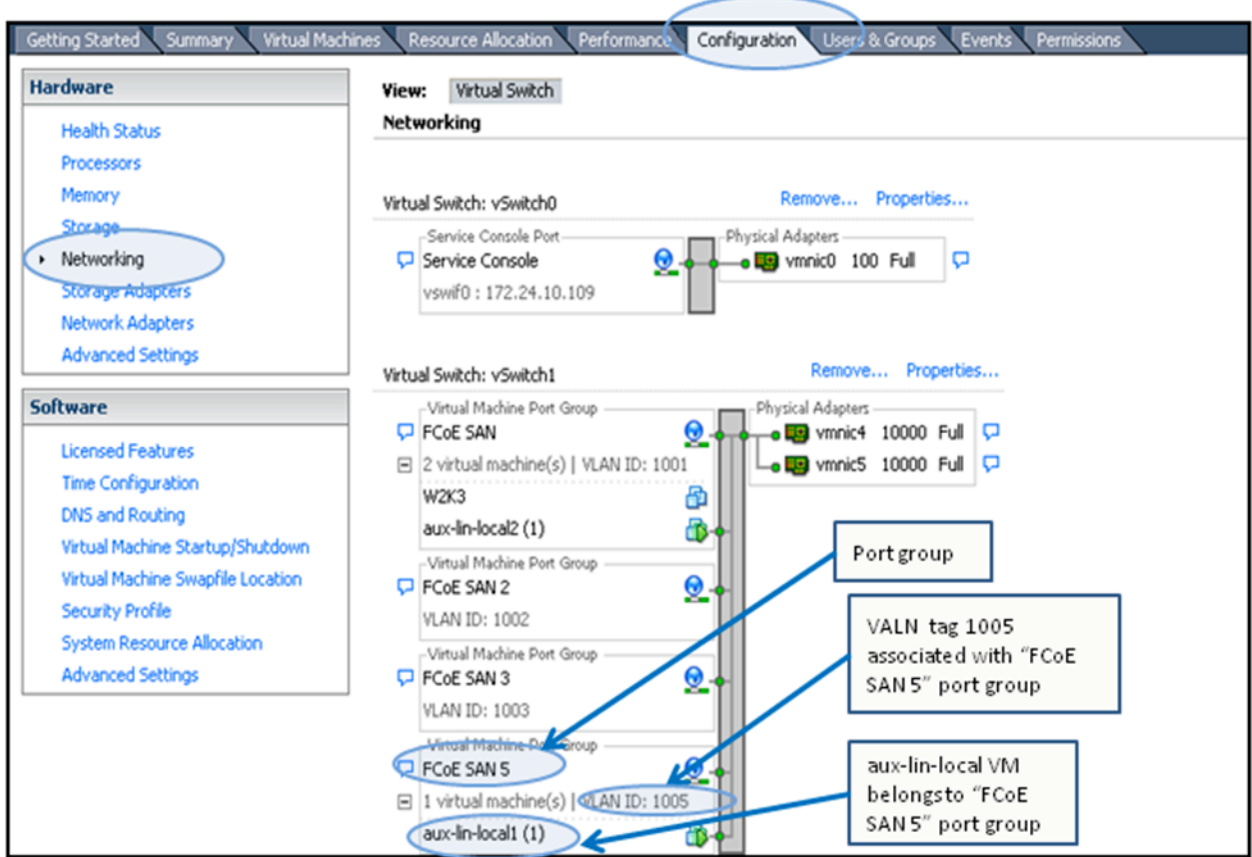 Getting Started Summary Virtual Machines Resource Allocation Performance Configuration Users & Groups Events Permissions
Hardware
Health Status
Processors
Memory
Storage
Networking
Storage Adapters
Network Adapters
Advanced Settings
Software
Licensed Features
Time Configuration
DNS and Routing
Virtual Machine Startup/Shutdown
Virtual Machine Swapfile Location
Security Profile
System Resource Allocation
Advanced Settings
View: Virtual Switch
Networking
Virtual Switch: vSwitch0 Remove... Properties...
Service Console Port Physical Adapters
Service Console vmnic0 100 Full
vswif0 : 172.24.10.109
Virtual Switch: vSwitch1 Remove... Properties...
Virtual Machine Port Group Physical Adapters
FCoE SAN vmnic4 10000 Full
2 virtual machine(s) | VLAN ID: 1001 vmnic5 10000 Full
W2K3
aux-lin-local2 (1)
Virtual Machine Port Group
FCoE SAN 2
VLAN ID: 1002
Virtual Machine Port Group
FCoE SAN 3
VLAN ID: 1003
Virtual Machine Port Group
FCoE SAN 5
1 virtual machine(s) | VLAN ID: 1005
aux-lin-local1 (1)
Port group
VALN tag 1005
associated with "FCoE
SAN 5" port group
aux-lin-local VM
belongsto "FCoE
SAN 5" port group